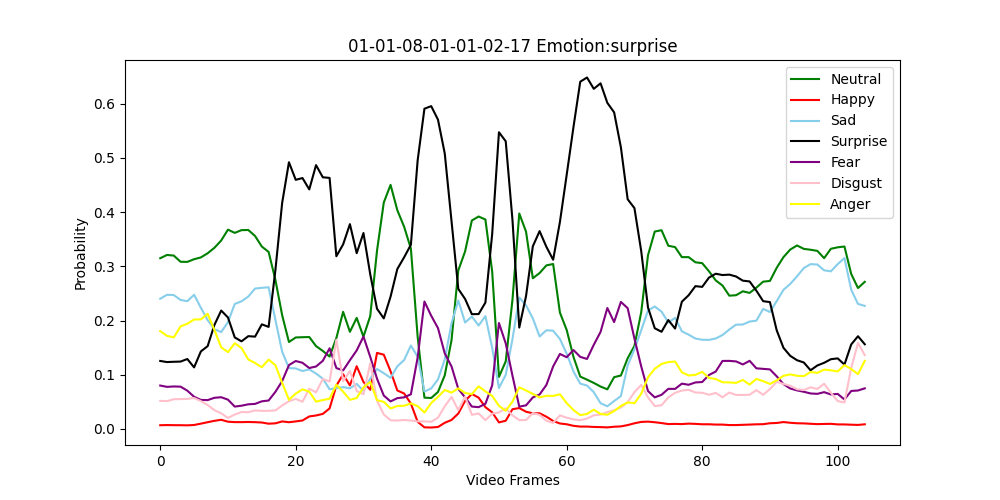 01-01-08-01-01-02-17 Emotion:surprise
Neutral
Happy
Sad
Surprise
Fear
Disgust
Anger
Probability
0.6
0.5
0.4
0.3
0.2
0.1
0.0
0 20 40 60 80 100
Video Frames